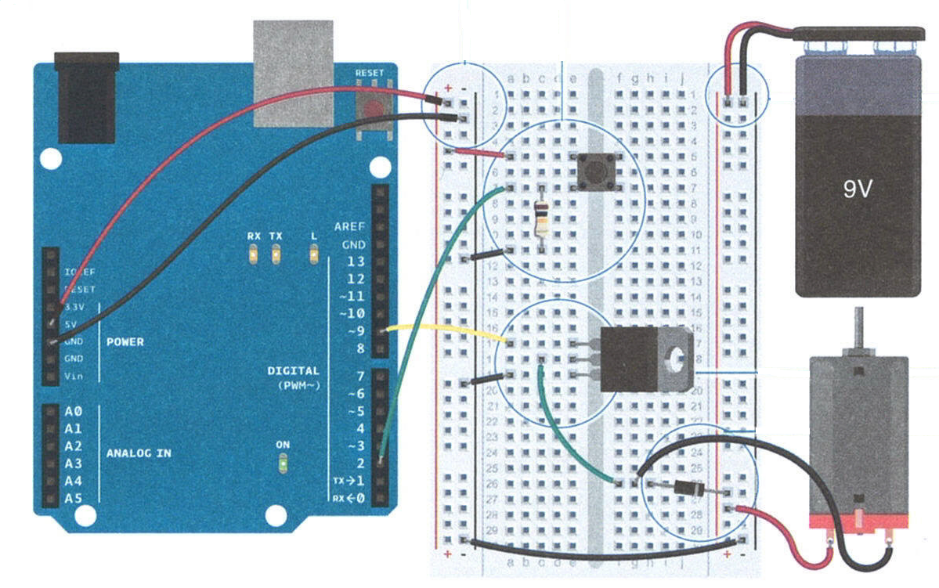 RESET
+ -
a b c d e
f g h i j
9V
RX TX L
AREF
GND
13
12
~11
~10
~9
8
IOREF
RESET
3.3V
5V
GND
GND
Vin
POWER
DIGITAL
(PWM~)
7
~6
~5
4
~3
2
TX→1
RX←0
A0
A1
A2
A3
A4
A5
ANALOG IN
ON
+ -
+ -